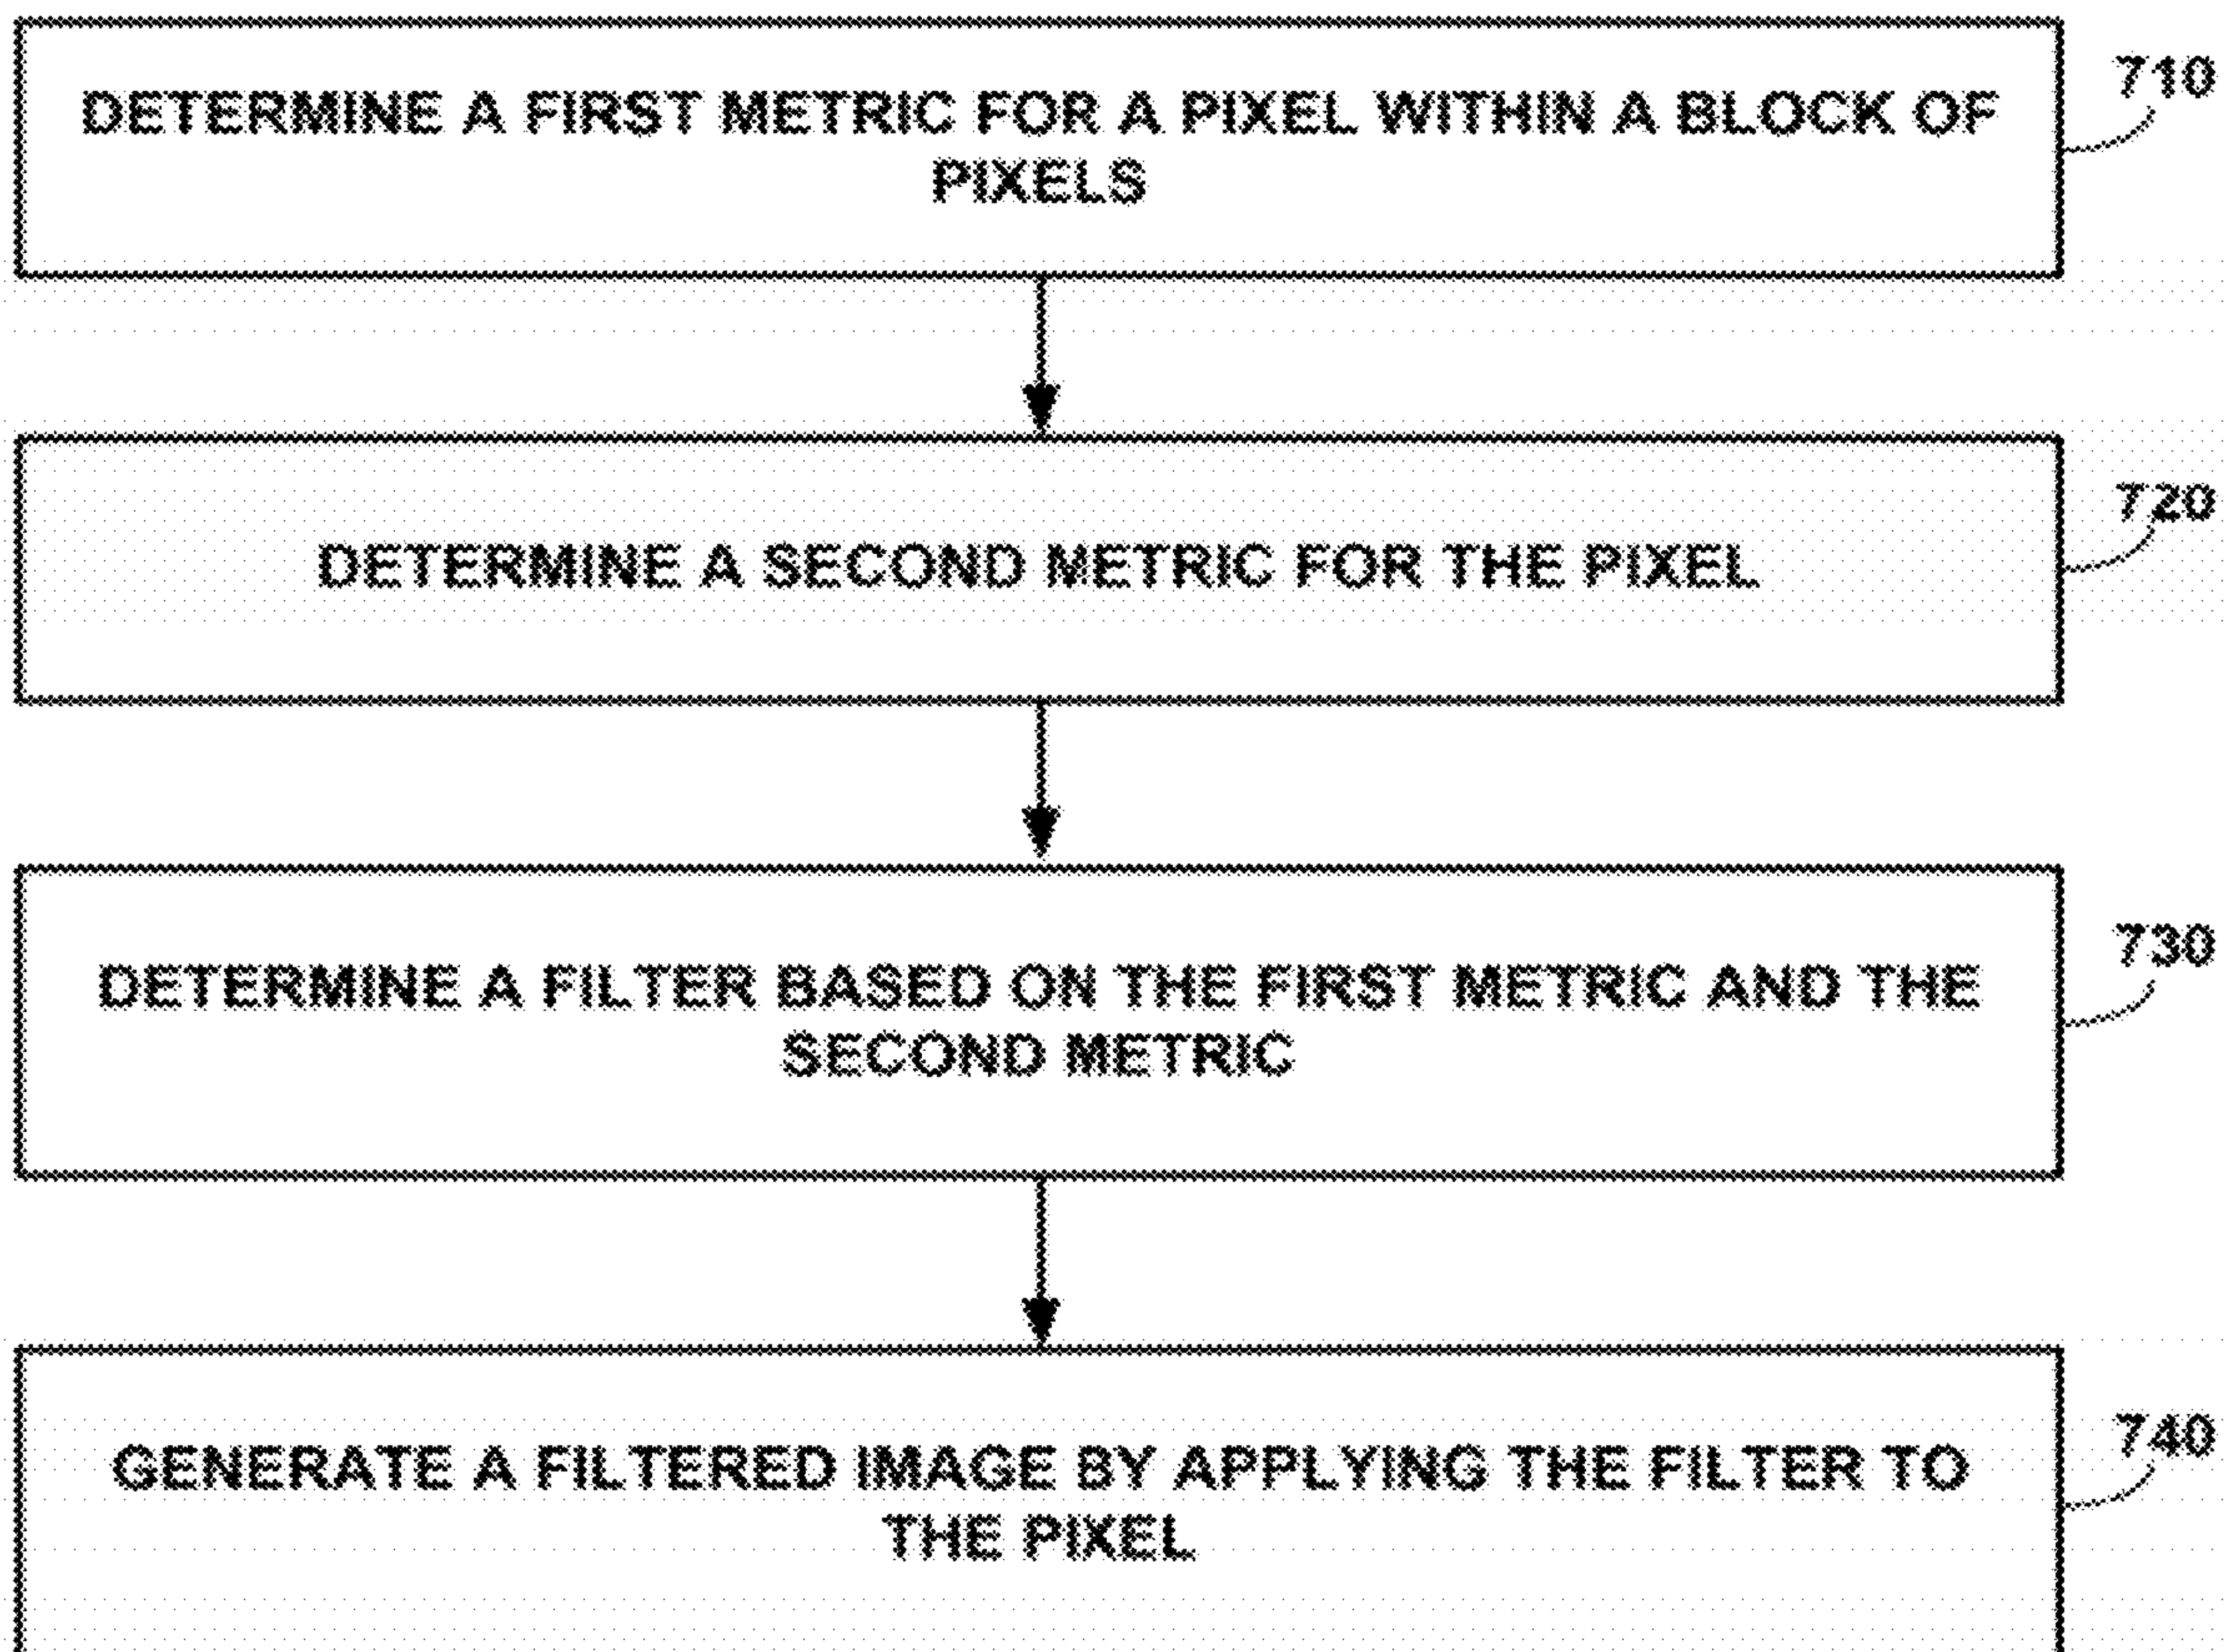 DETERMINE A FIRST METRIC FOR A PIXEL WITHIN A BLOCK OF
PIXELS
710
DETERMINE A SECOND METRIC FOR THE PIXEL
720
DETERMINE A FILTER BASED ON THE FIRST METRIC AND THE
SECOND METRIC
730
GENERATE A FILTERED IMAGE BY APPLYING THE FILTER TO
THE PIXEL
740